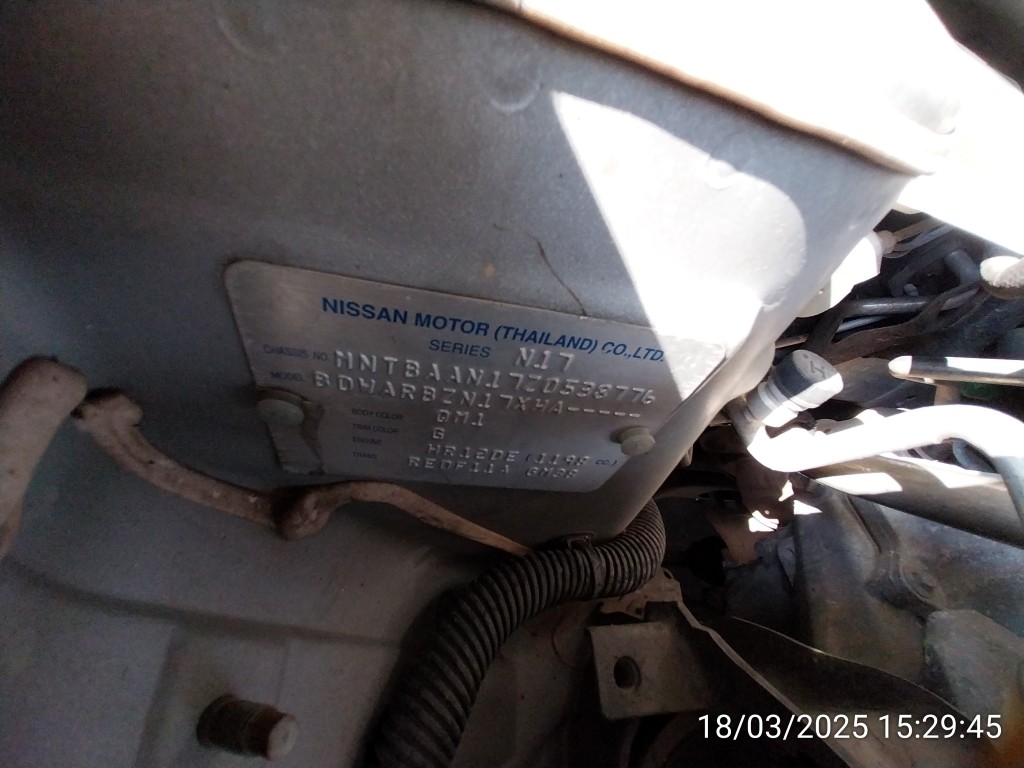 NISSAN MOTOR (THAILAND) CO.,LTD.
SERIES N17
CHASSIS NO. MNTBAAN17Z0538776
MODEL BDWARBZN17XHA-----
BODY COLOR QM1
TRIM COLOR G
ENGINE HR12DE (1198 CC.)
TRANS RE0F11A GM38
H
18/03/2025 15:29:45